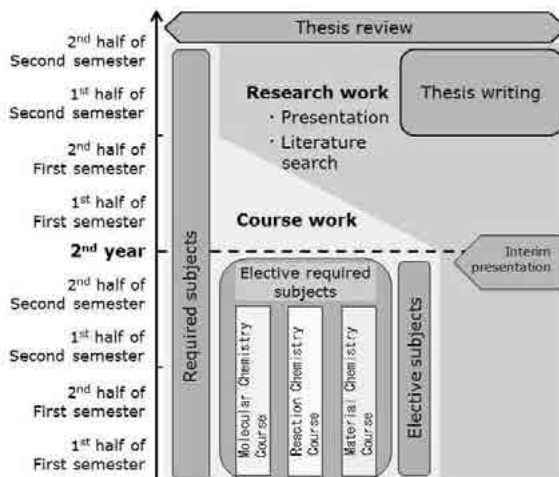 Thesis review
2nd half of
Second semester
1st half of
Second semester
2nd half of
First semester
1st half of
First semester
2nd year
2nd half of
Second semester
1st half of
Second semester
2nd half of
First semester
1st half of
First semester
Required subjects
Research work
・Presentation
・Literature
search
Thesis writing
Course work
Interim
presentation
Elective required
subjects
Molecular Chemistry
Course
Reaction Chemistry
Course
Material Chemistry
Course
Elective subjects